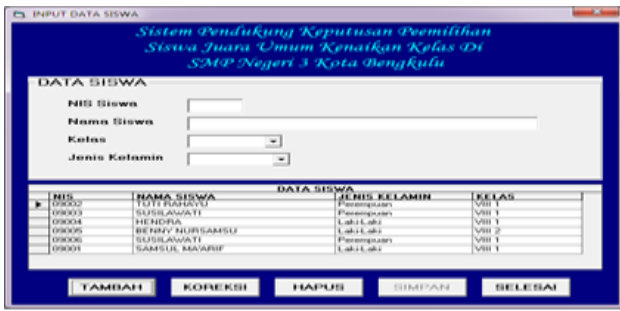 INPUT DATA SISWA
Sistem Pendukung Keputusan Peemilihan
Siswa Juara Umum Kenaikan Kelas Di
SMP Negeri 3 Kota Bengkulu
DATA SISWA
NIS Siswa
Nama Siswa
Kelas
Jenis Kelamin
DATA SISWA
NIS NAMA SISWA JENIS KELAMIN KELAS
09002 TUTI RAHAYU Perempuan VIII 1
09003 SUSILAWATI Perempuan VIII 1
09004 HENDRA Laki-Laki VIII 1
09005 BENNY NURSAMSU Laki-Laki VIII 2
09006 SUSILAWATI Perempuan VIII 1
09001 SAMSUL MA'ARIF Laki-Laki VIII 1
TAMBAH KOREKSI HAPUS SIMPAN SELESAI